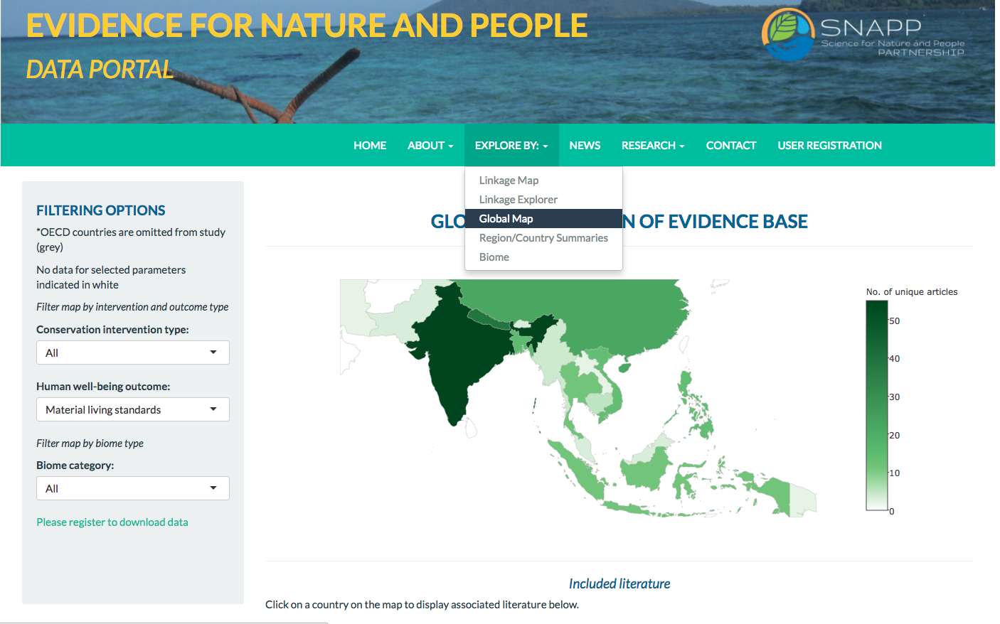 EVIDENCE FOR NATURE AND PEOPLE
DATA PORTAL
SNAPP
Science for Nature and People
PARTNERSHIP
HOME
ABOUT
EXPLORE BY:
NEWS
RESEARCH
CONTACT
USER REGISTRATION
Linkage Map
Linkage Explorer
Global Map
Region/Country Summaries
Biome
FILTERING OPTIONS
*OECD countries are omitted from study
(grey)
No data for selected parameters
indicated in white
Filter map by intervention and outcome type
Conservation intervention type:
All
Human well-being outcome:
Material living standards
Filter map by biome type
Biome category:
All
Please register to download data
GLO N OF EVIDENCE BASE
No. of unique articles
50
40
30
20
10
0
Included literature
Click on a country on the map to display associated literature below.